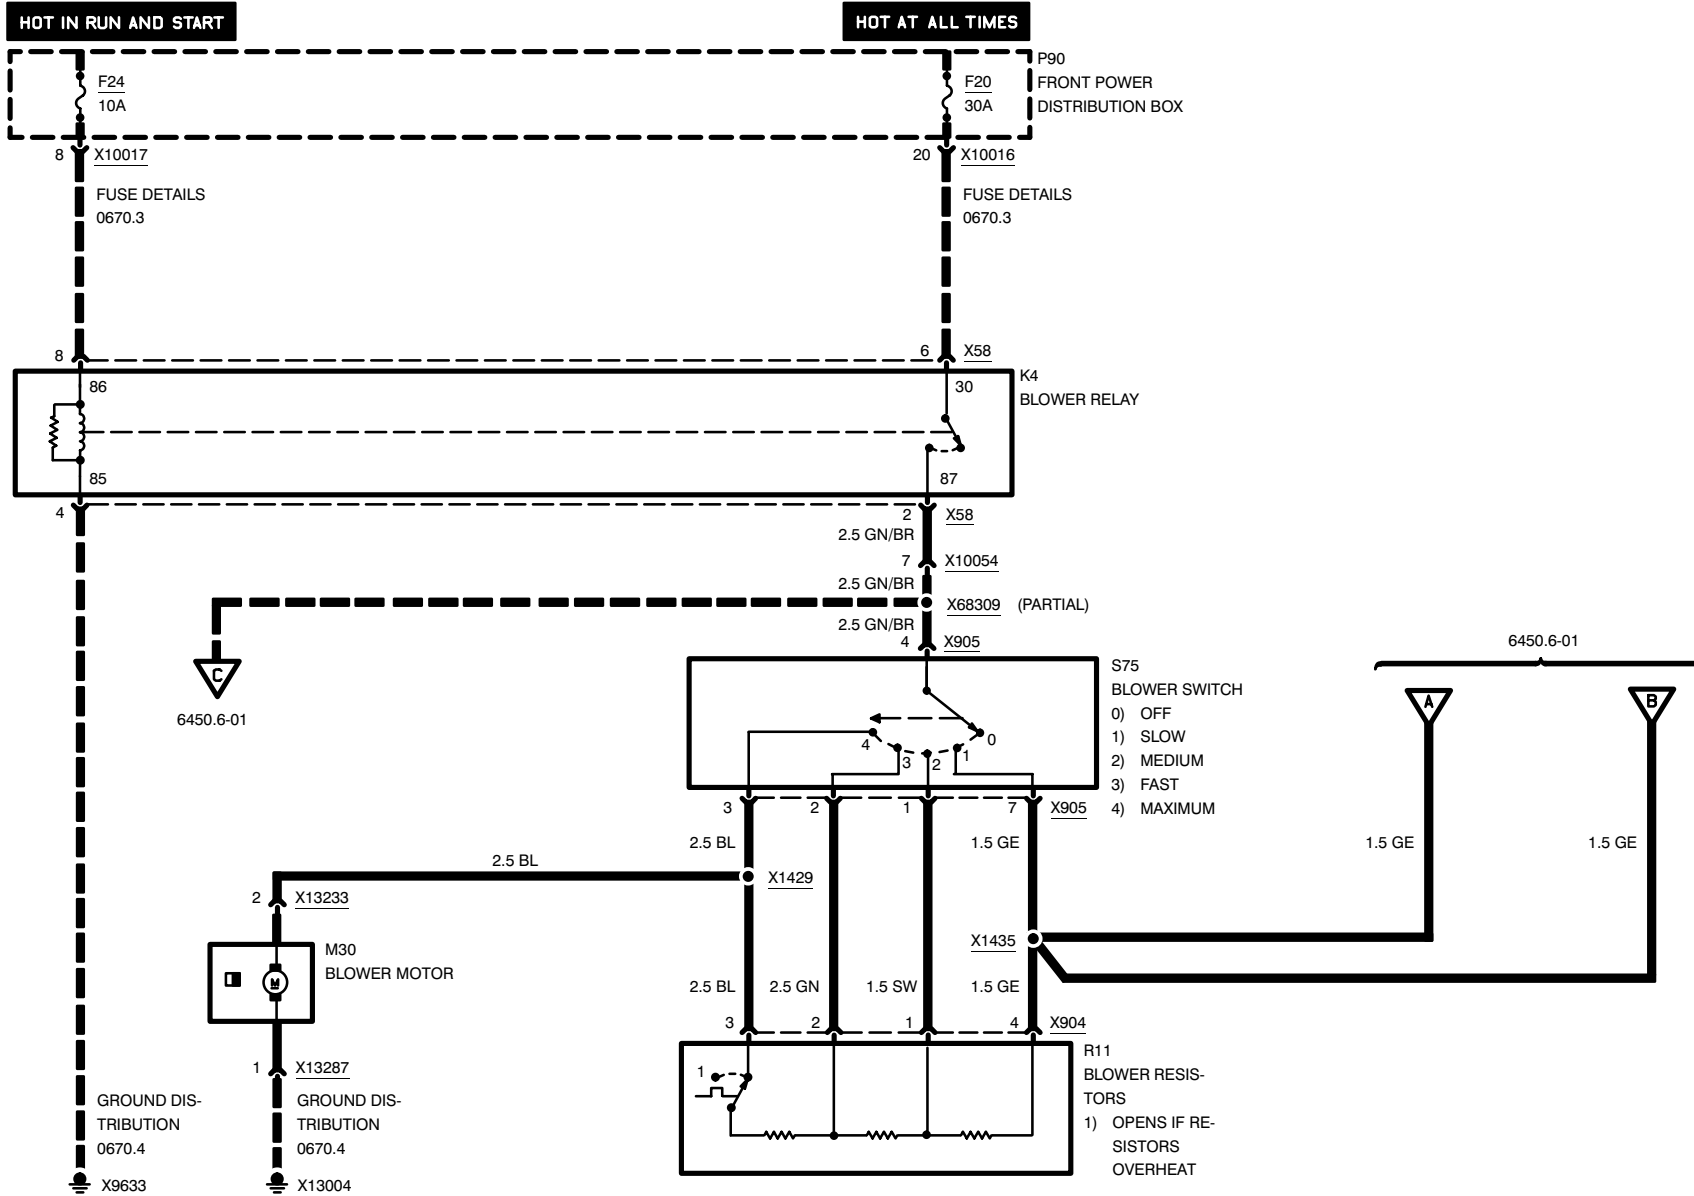 HOT IN RUN AND START
HOT AT ALL TIMES
F24
10A
F20
30A
P90
FRONT POWER
DISTRIBUTION BOX
8 X10017
20 X10016
FUSE DETAILS
0670.3
FUSE DETAILS
0670.3
8
6 X58
86
30
K4
BLOWER RELAY
85
87
4
2 X58
2.5 GN/BR
7 X10054
2.5 GN/BR
X68309 (PARTIAL)
2.5 GN/BR
4 X905
C
6450.6-01
S75
BLOWER SWITCH
0) OFF
1) SLOW
2) MEDIUM
3) FAST
4) MAXIMUM
4
3
2
1
0
6450.6-01
A
B
3
2
1
7 X905
2.5 BL
1.5 GE
1.5 GE
1.5 GE
2.5 BL
X1429
2 X13233
M30
BLOWER MOTOR
M
X1435
2.5 BL
2.5 GN
1.5 SW
1.5 GE
3
2
1
4 X904
R11
BLOWER RESIS-
TORS
1) OPENS IF RE-
SISTORS
OVERHEAT
1
1 X13287
GROUND DIS-
TRIBUTION
0670.4
GROUND DIS-
TRIBUTION
0670.4
X9633
X13004